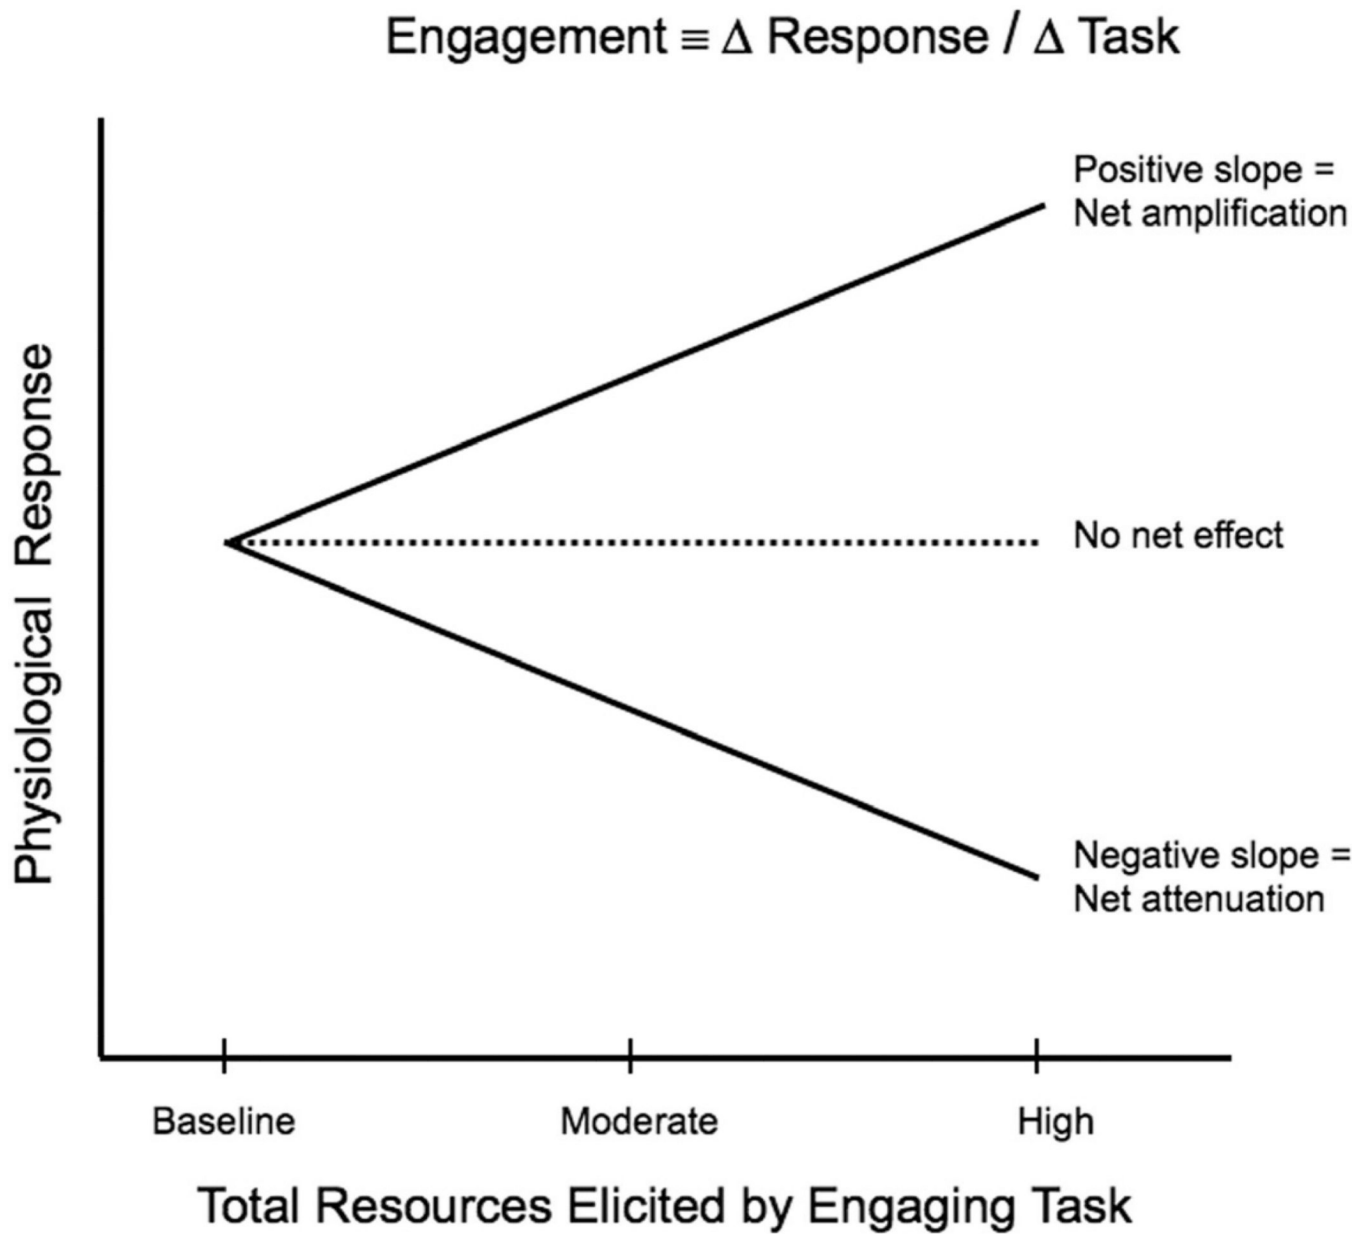 Engagement ≡ Δ Response / Δ Task
Positive slope =
Net amplification
Physiological Response
No net effect
Negative slope =
Net attenuation
Baseline
Moderate
High
Total Resources Elicited by Engaging Task